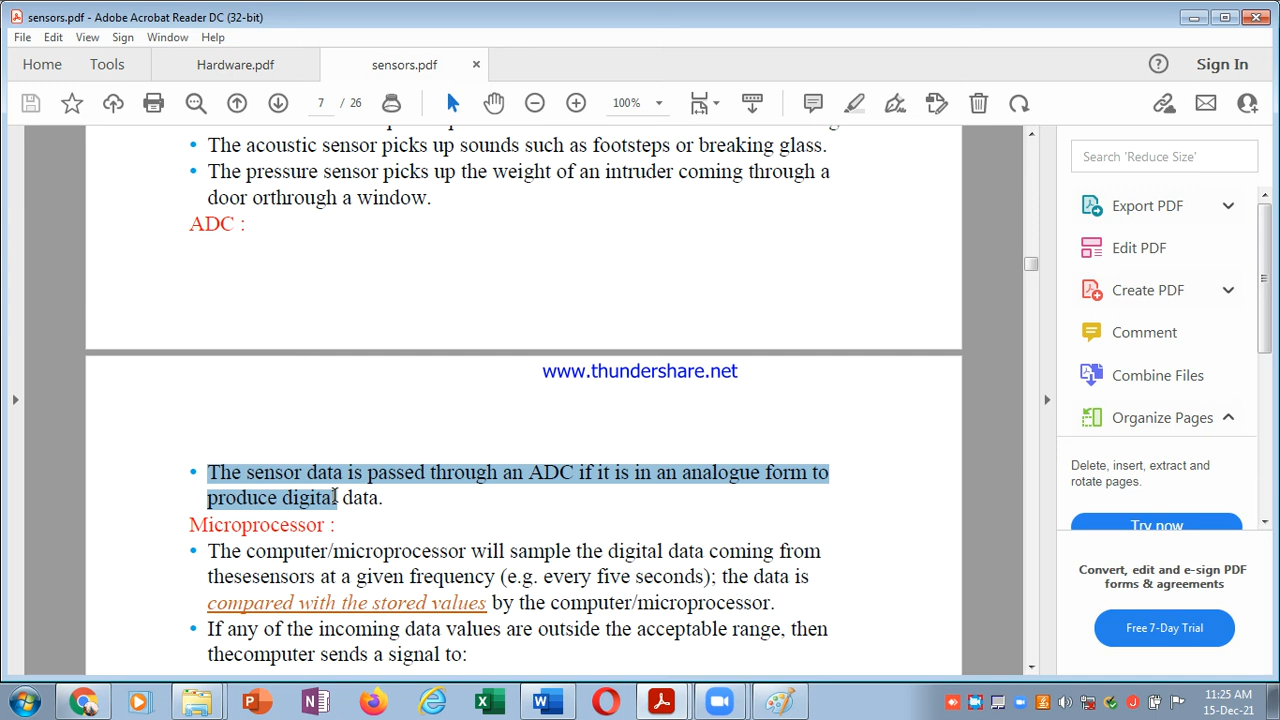 sensors.pdf - Adobe Acrobat Reader DC (32-bit)
File Edit View Sign Window Help
Home Tools Hardware.pdf sensors.pdf × Sign In
7 / 26 100%
• The acoustic sensor picks up sounds such as footsteps or breaking glass.
• The pressure sensor picks up the weight of an intruder coming through a
door orthrough a window.
ADC :
www.thundershare.net
• The sensor data is passed through an ADC if it is in an analogue form to
produce digital data.
Microprocessor :
• The computer/microprocessor will sample the digital data coming from
thesesensors at a given frequency (e.g. every five seconds); the data is
compared with the stored values by the computer/microprocessor.
• If any of the incoming data values are outside the acceptable range, then
thecomputer sends a signal to:
Search 'Reduce Size'
Export PDF
Edit PDF
Create PDF
Comment
Combine Files
Organize Pages
Delete, insert, extract and
rotate pages.
Try now
Convert, edit and e-sign PDF
forms & agreements
Free 7-Day Trial
11:25 AM
15-Dec-21